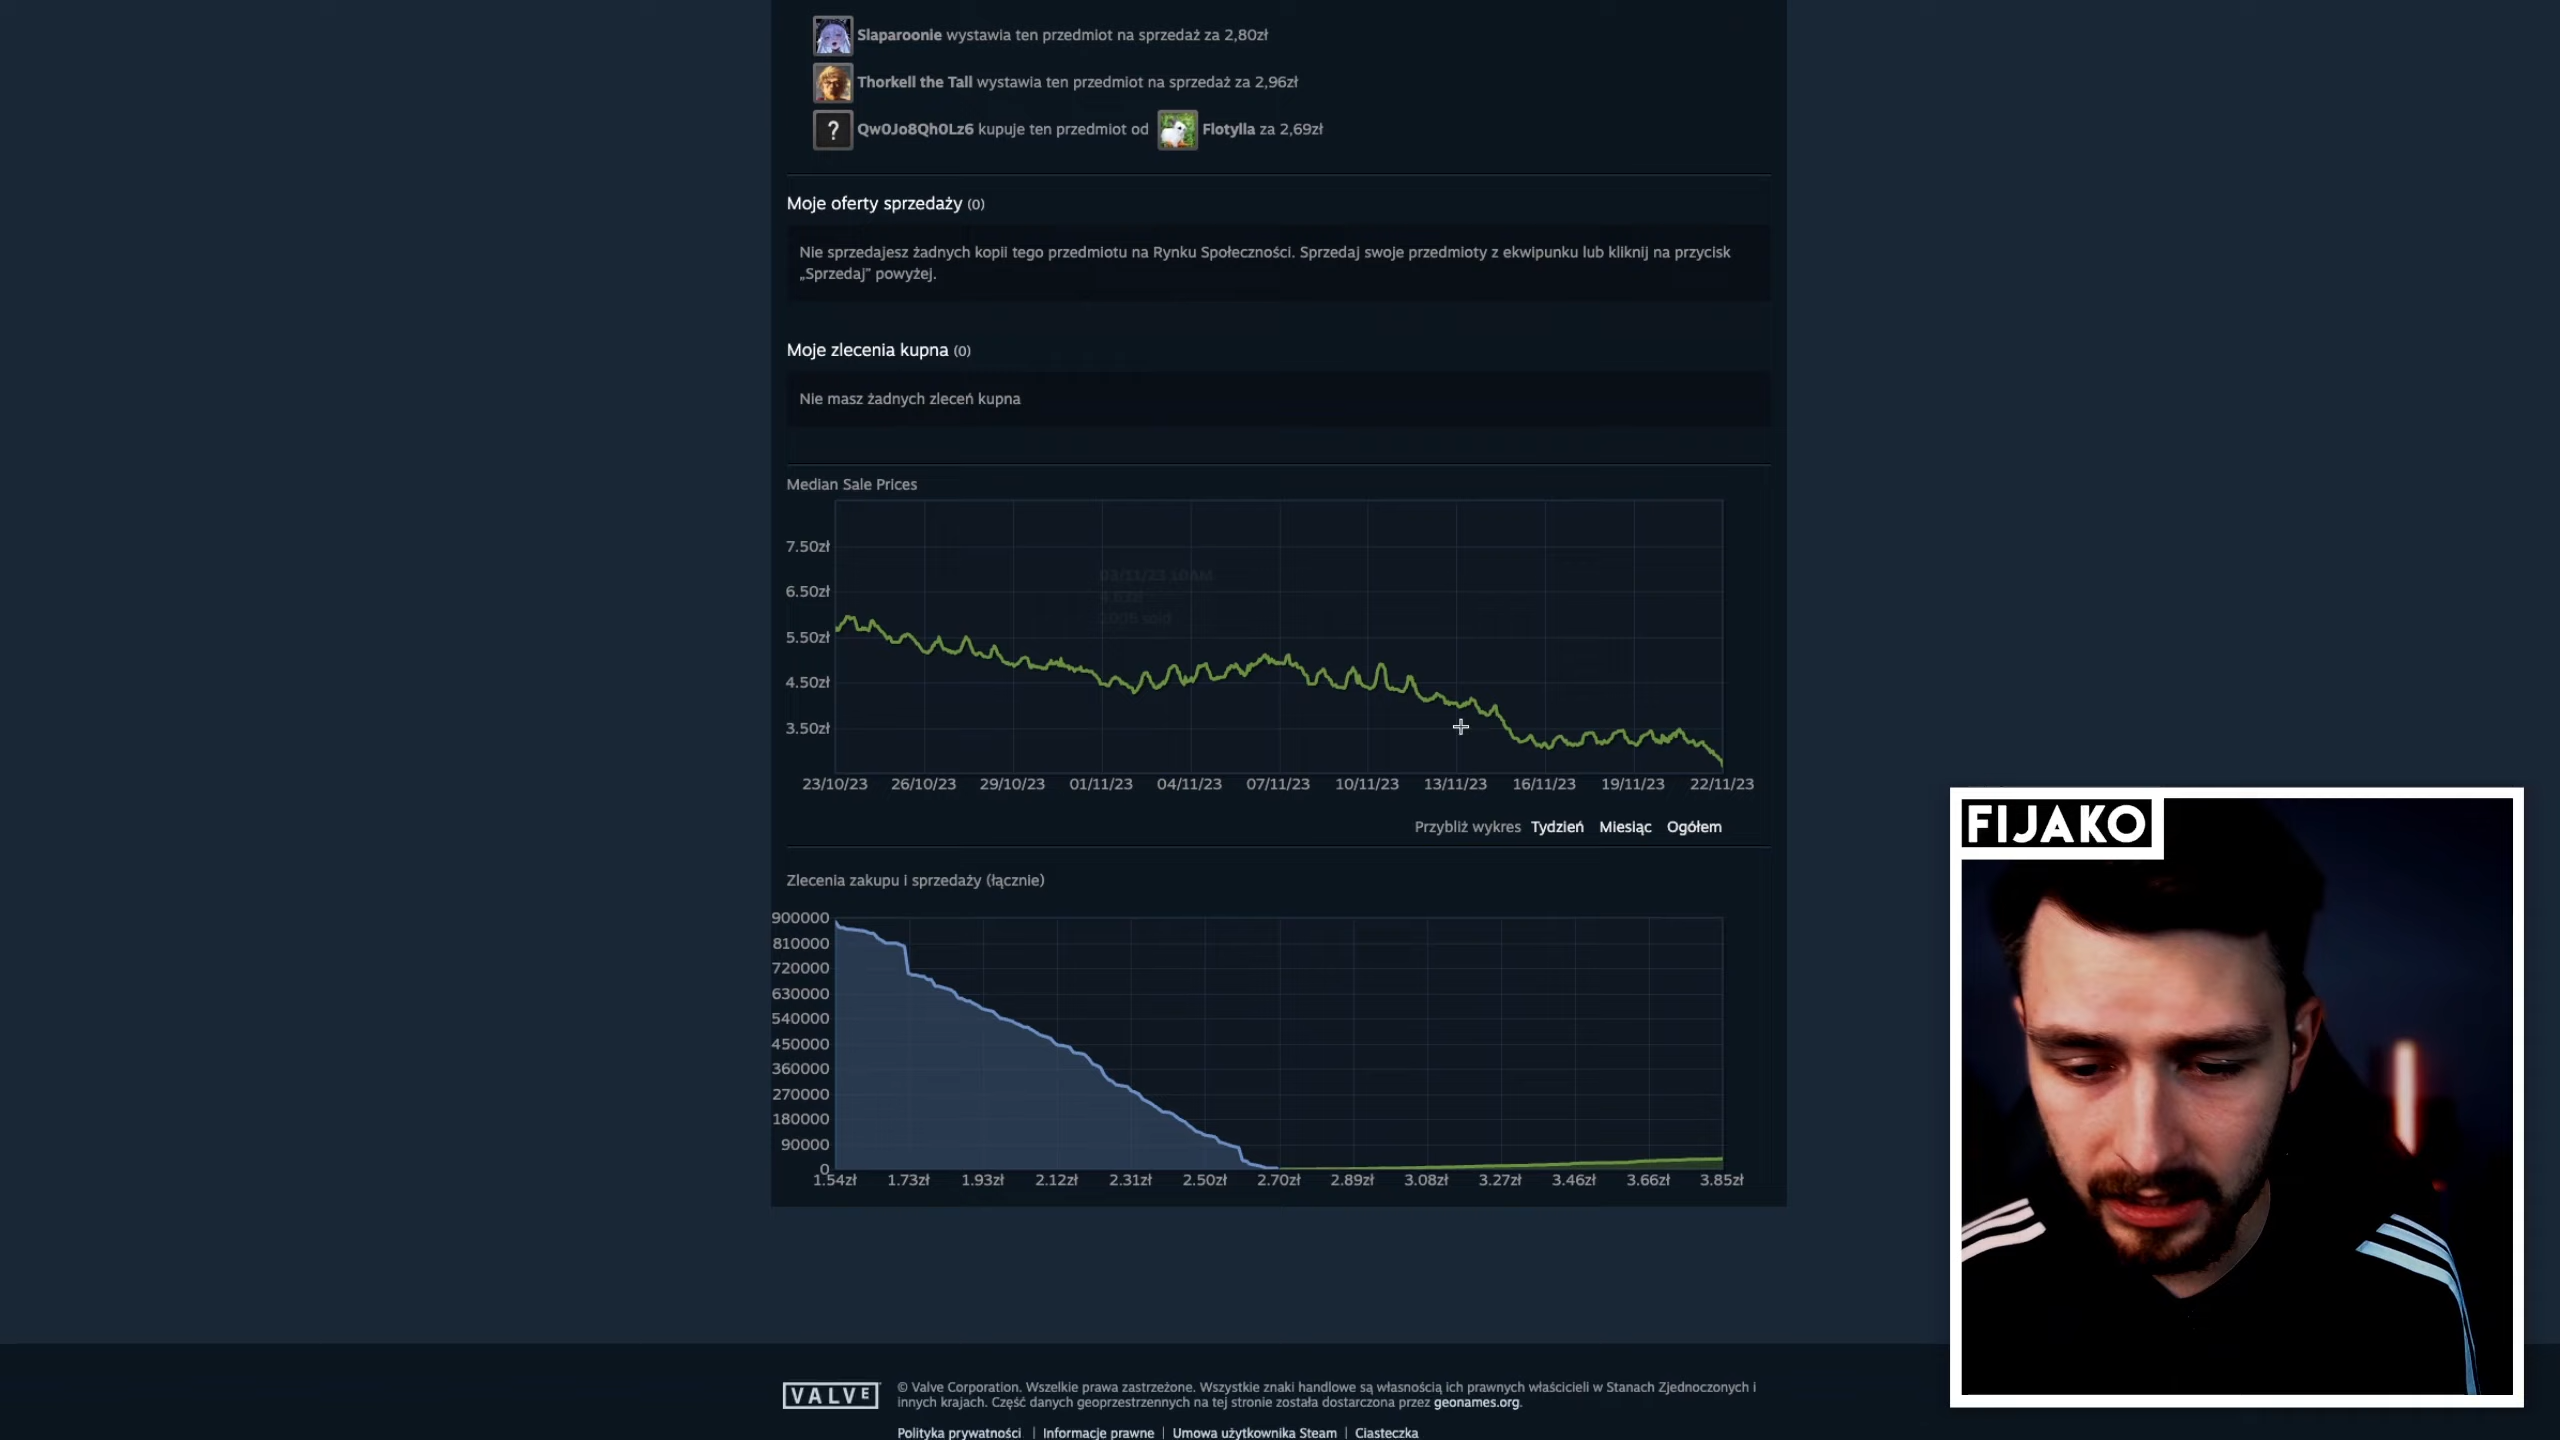 Slaparoonie wystawia ten przedmiot na sprzedaż za 2,80zł
Thorkell the Tall wystawia ten przedmiot na sprzedaż za 2,96zł
? Qw0Jo8Qh0Lz6 kupuje ten przedmiot od Flotylla za 2,69zł
Moje oferty sprzedaży (0)
Nie sprzedajesz żadnych kopii tego przedmiotu na Rynku Społeczności. Sprzedaj swoje przedmioty z ekwipunku lub kliknij na przycisk
„Sprzedaj” powyżej.
Moje zlecenia kupna (0)
Nie masz żadnych zleceń kupna
Median Sale Prices
7.50zł
6.50zł
5.50zł
4.50zł
3.50zł
23/10/23 26/10/23 29/10/23 01/11/23 04/11/23 07/11/23 10/11/23 13/11/23 16/11/23 19/11/23 22/11/23
Przybliż wykres Tydzień Miesiąc Ogółem
Zlecenia zakupu i sprzedaży (łącznie)
900000
810000
720000
630000
540000
450000
360000
270000
180000
90000
0
1.54zł 1.73zł 1.93zł 2.12zł 2.31zł 2.50zł 2.70zł 2.89zł 3.08zł 3.27zł 3.46zł 3.66zł 3.85zł
FIJAKO
VALVE
© Valve Corporation. Wszelkie prawa zastrzeżone. Wszystkie znaki handlowe są własnością ich prawnych właścicieli w Stanach Zjednoczonych i
innych krajach. Część danych geoprzestrzennych na tej stronie została dostarczona przez geonames.org.
Polityka prywatności | Informacje prawne | Umowa użytkownika Steam | Ciasteczka